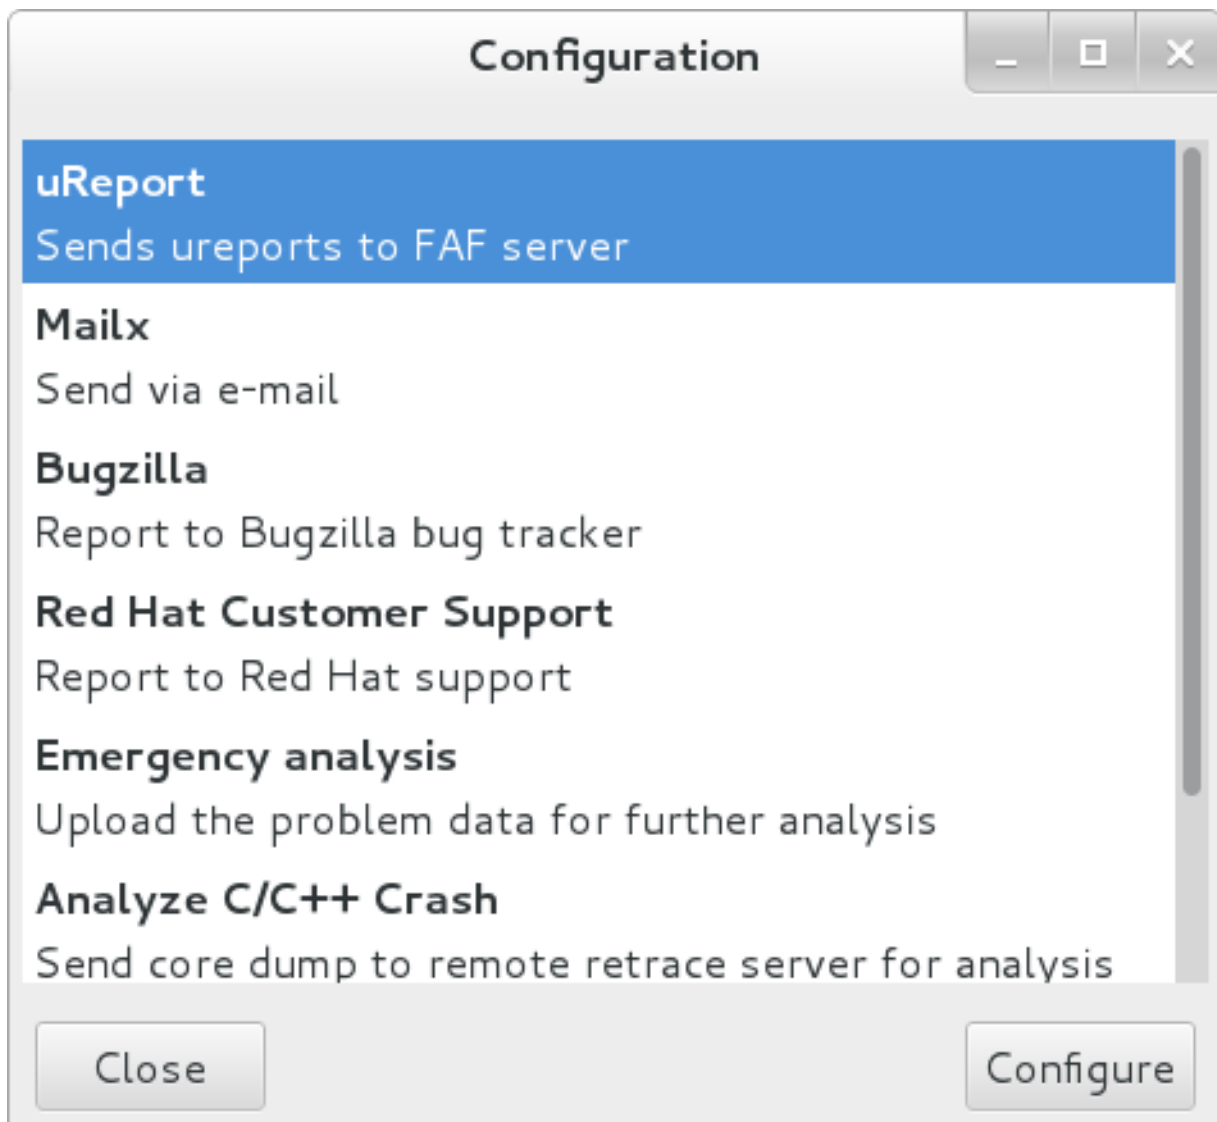 Configuration
uReport
Sends ureports to FAF server
Mailx
Send via e-mail
Bugzilla
Report to Bugzilla bug tracker
Red Hat Customer Support
Report to Red Hat support
Emergency analysis
Upload the problem data for further analysis
Analyze C/C++ Crash
Send core dump to remote retrace server for analysis
Close
Configure